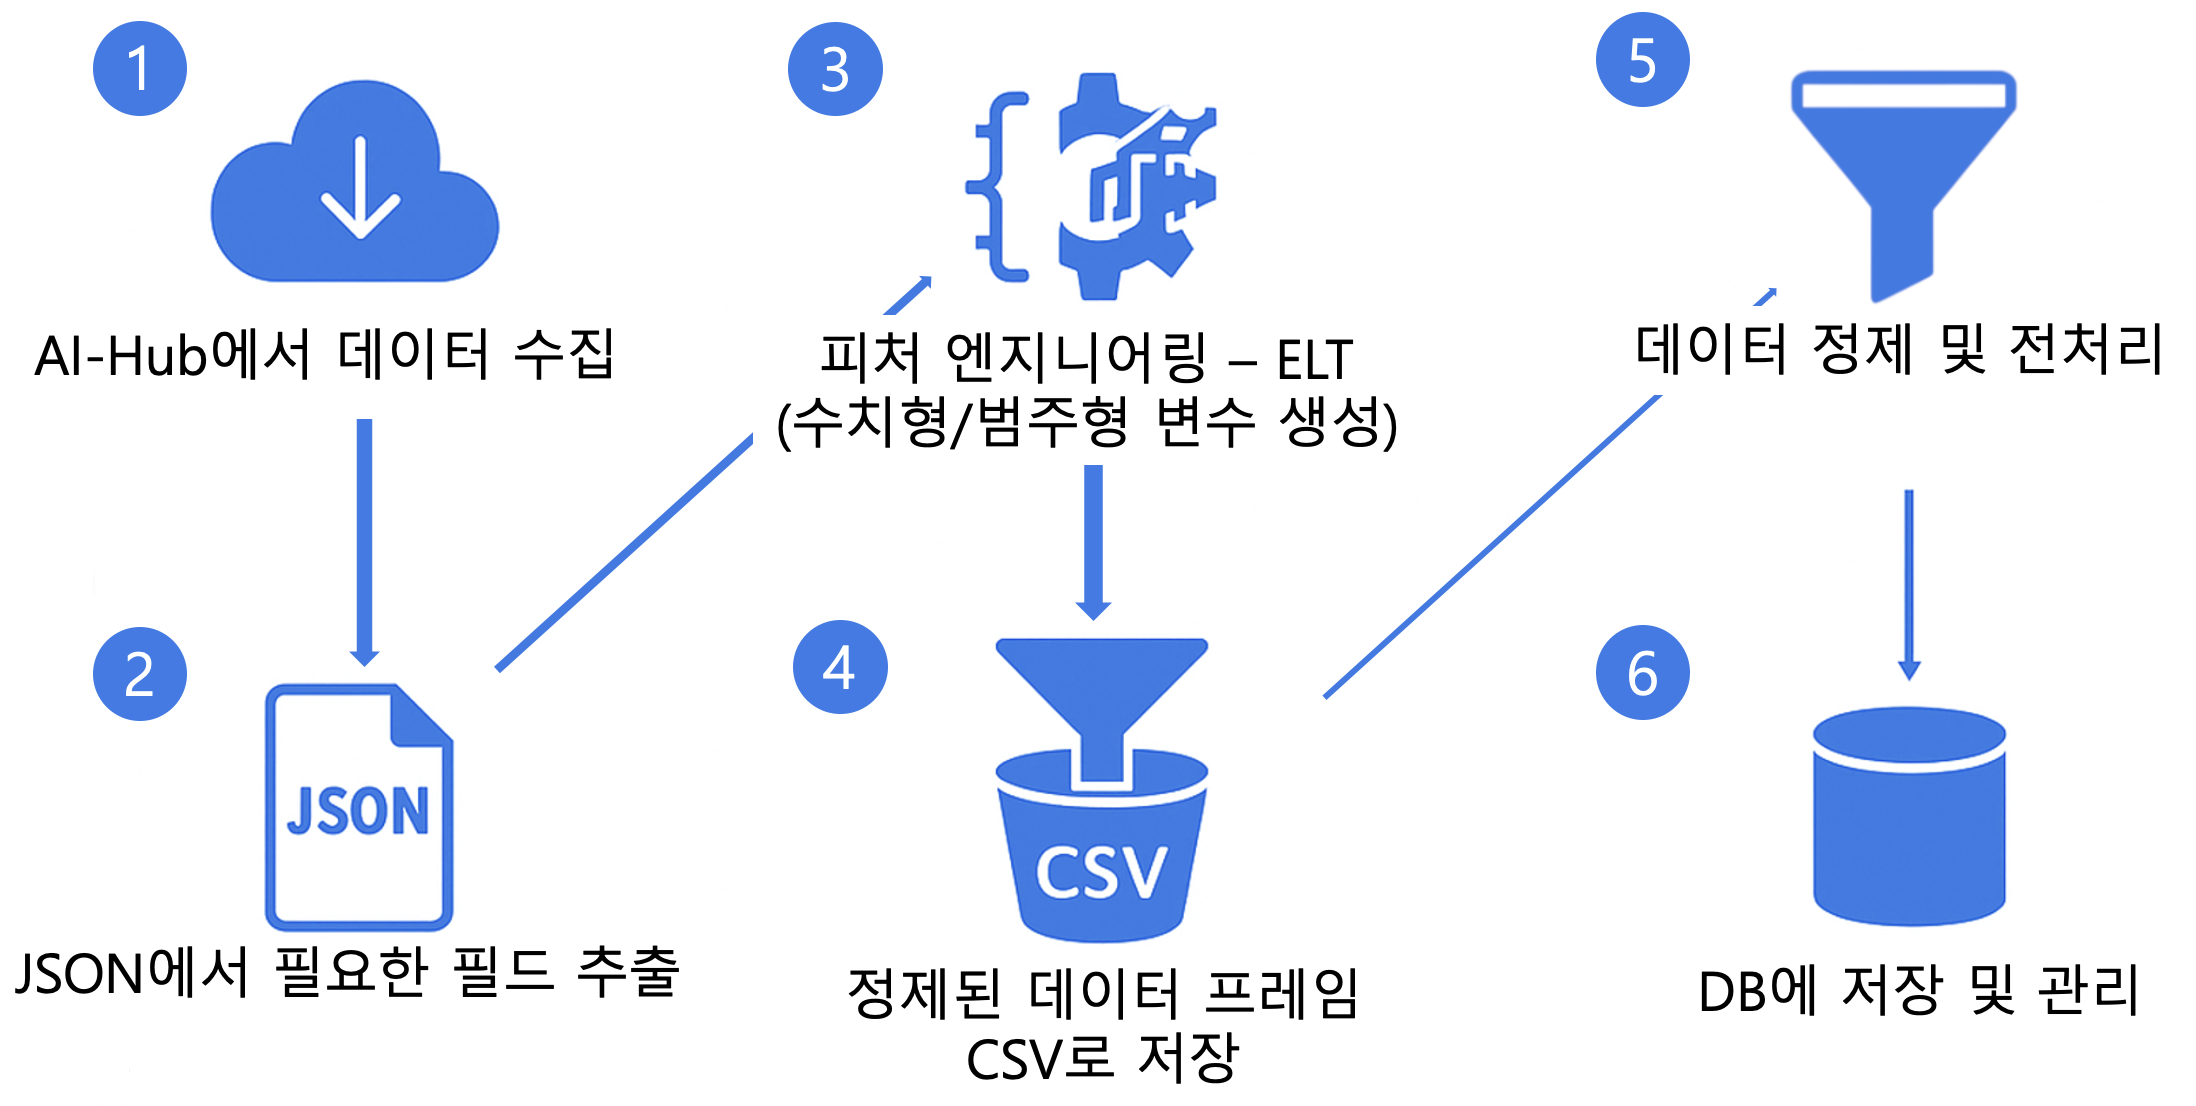 1
AI-Hub에서 데이터 수집
2
JSON
JSON에서 필요한 필드 추출
3
피처 엔지니어링 – ELT
(수치형/범주형 변수 생성)
4
CSV
정제된 데이터 프레임
CSV로 저장
5
데이터 정제 및 전처리
6
DB에 저장 및 관리